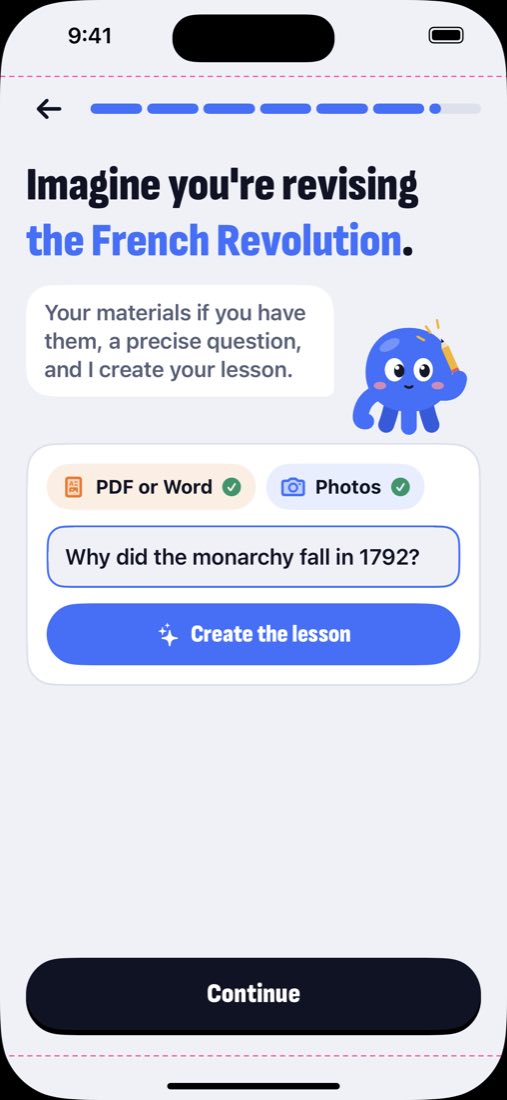 9:41
Imagine you're revising
the French Revolution.
Your materials if you have
them, a precise question,
and I create your lesson.
PDF or Word
Photos
Why did the monarchy fall in 1792?
Create the lesson
Continue